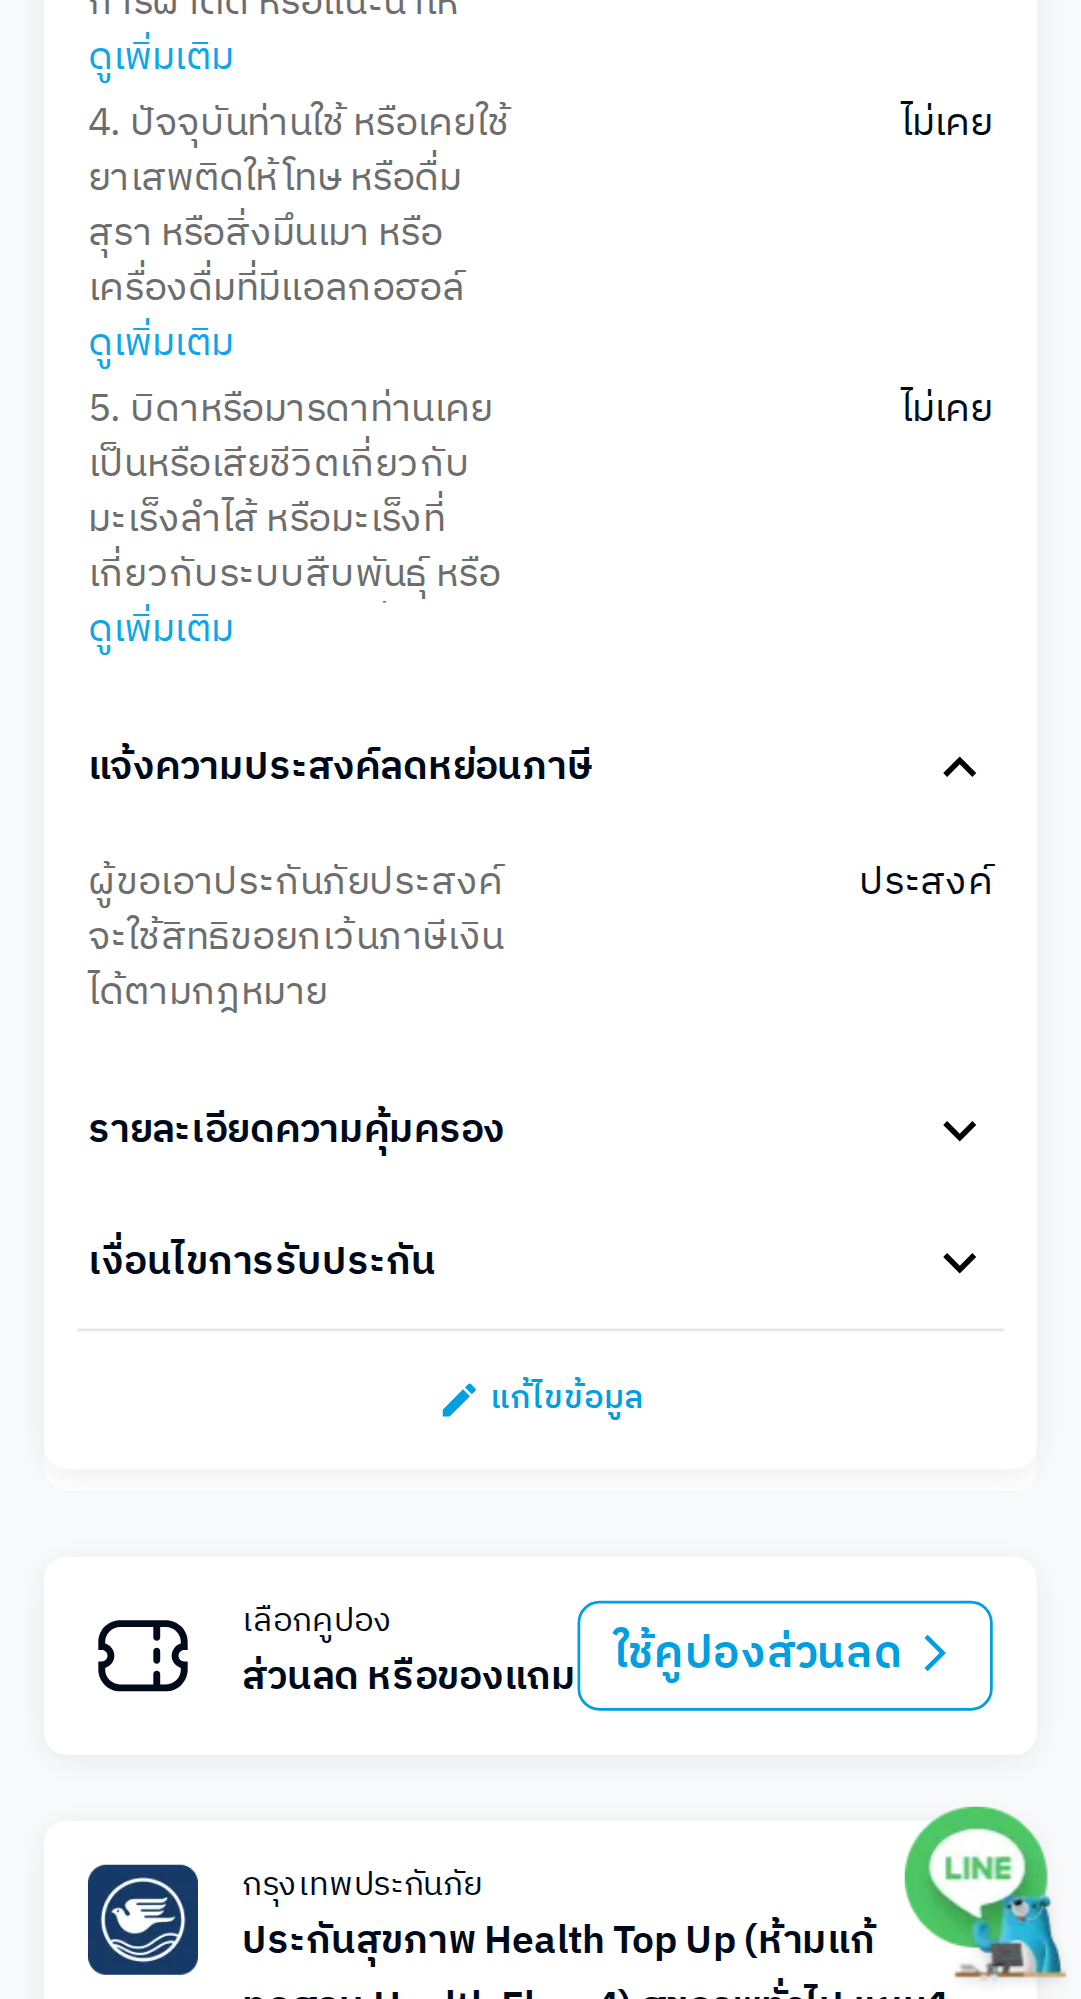 การผ่าตัด หรือแนะนำให้
ดูเพิ่มเติม
4. ปัจจุบันท่านใช้ หรือเคยใช้
ไม่เคย
ยาเสพติดให้โทษ หรือดื่ม
สุรา หรือสิ่งมึนเมา หรือ
เครื่องดื่มที่มีแอลกอฮอล์
ดูเพิ่มเติม
5. บิดาหรือมารดาท่านเคย
ไม่เคย
เป็นหรือเสียชีวิตเกี่ยวกับ
มะเร็งลำไส้ หรือมะเร็งที่
เกี่ยวกับระบบสืบพันธุ์ หรือ
ดูเพิ่มเติม
แจ้งความประสงค์ลดหย่อนภาษี
ผู้ขอเอาประกันภัยประสงค์
ประสงค์
จะใช้สิทธิขอยกเว้นภาษีเงิน
ได้ตามกฎหมาย
รายละเอียดความคุ้มครอง
เงื่อนไขการรับประกัน
แก้ไขข้อมูล
เลือกคูปอง
ส่วนลด หรือของแถม
ใช้คูปองส่วนลด
LINE
กรุงเทพประกันภัย
ประกันสุขภาพ Health Top Up (ห้ามแก้